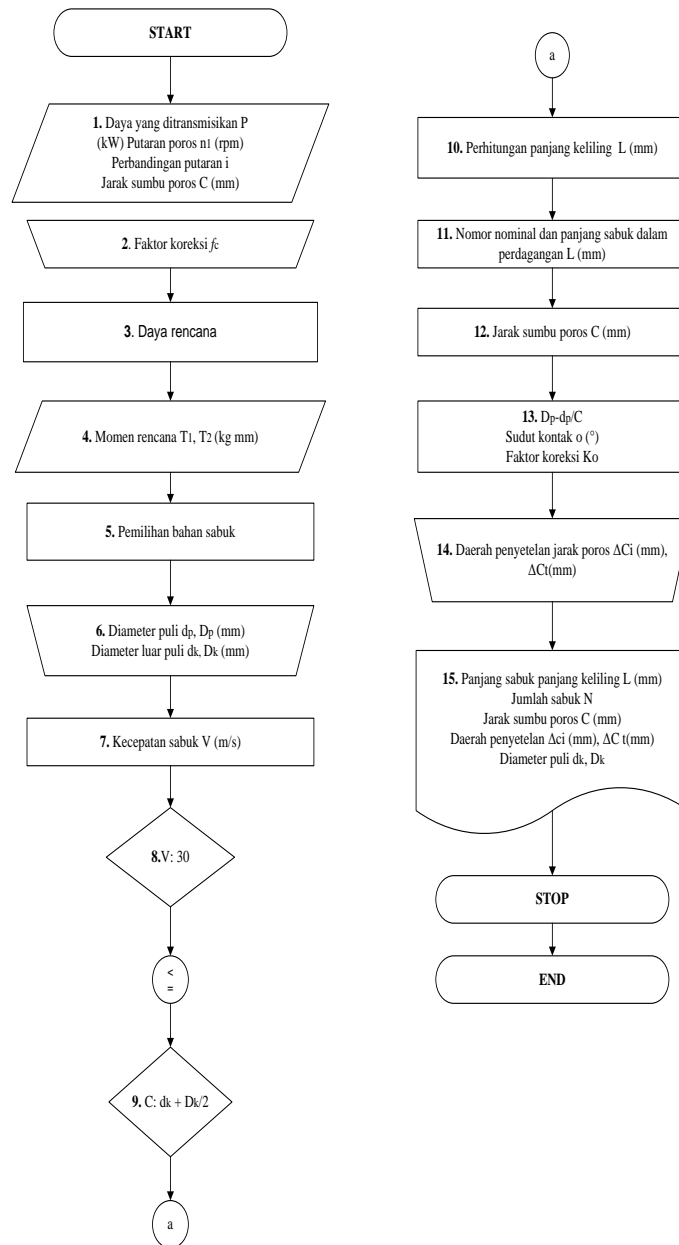 START
1. Daya yang ditransmisikan P
(kW) Putaran poros n1 (rpm)
Perbandingan putaran i
Jarak sumbu poros C (mm)
2. Faktor koreksi fc
3. Daya rencana
4. Momen rencana T1, T2 (kg mm)
5. Pemilihan bahan sabuk
6. Diameter puli dp, Dp (mm)
Diameter luar puli dk, Dk (mm)
7. Kecepatan sabuk V (m/s)
8.V: 30
<
=
9. C: dk + Dk/2
a
a
10. Perhitungan panjang keliling L (mm)
11. Nomor nominal dan panjang sabuk dalam
perdagangan L (mm)
12. Jarak sumbu poros C (mm)
13. Dp-dp/C
Sudut kontak o (°)
Faktor koreksi Ko
14. Daerah penyetelan jarak poros ΔCi (mm),
ΔCt(mm)
15. Panjang sabuk panjang keliling L (mm)
Jumlah sabuk N
Jarak sumbu poros C (mm)
Daerah penyetelan Δci (mm), ΔC t(mm)
Diameter puli dk, Dk
STOP
END